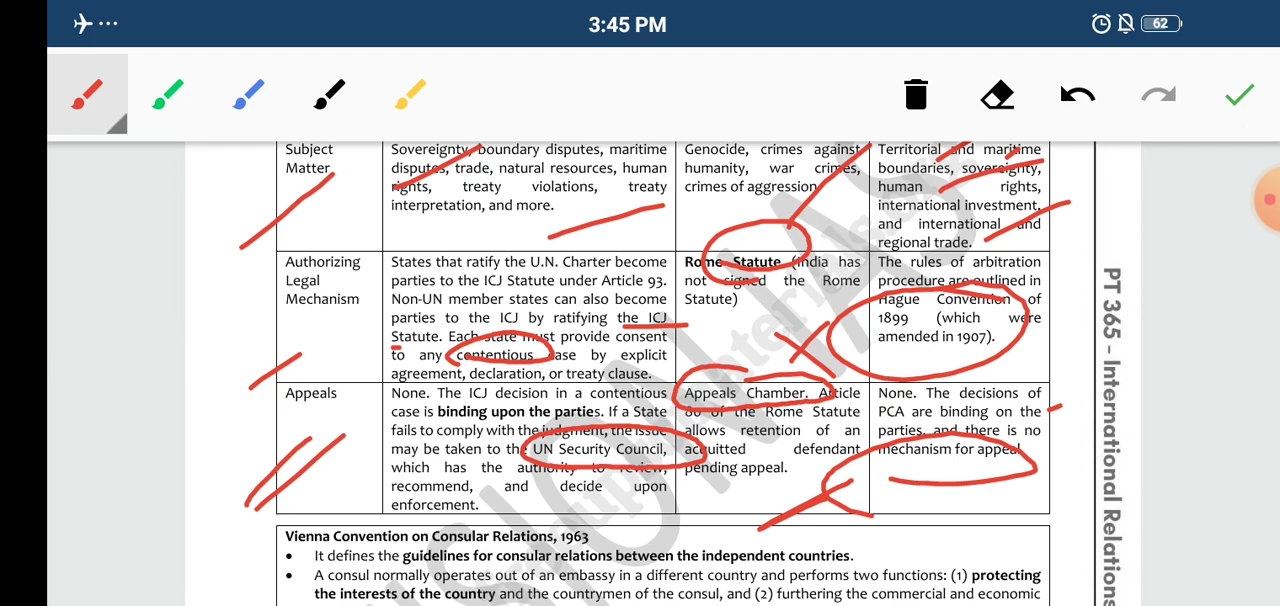 3:45 PM
62
Subject
Matter
Sovereignty, boundary disputes, maritime
disputes, trade, natural resources, human
rights, treaty violations, treaty
interpretation, and more.
Genocide, crimes against
humanity, war crimes,
crimes of aggression
Territorial and maritime
boundaries, sovereignty,
human rights,
international investment,
and international and
regional trade.
Authorizing
Legal
Mechanism
States that ratify the U.N. Charter become
parties to the ICJ Statute under Article 93.
Non-UN member states can also become
parties to the ICJ by ratifying the ICJ
Statute. Each state must provide consent
to any contentious case by explicit
agreement, declaration, or treaty clause.
Rome Statute (India has
not signed the Rome
Statute)
The rules of arbitration
procedure are outlined in
Hague Convention of
1899 (which were
amended in 1907).
Appeals
None. The ICJ decision in a contentious
case is binding upon the parties. If a State
fails to comply with the judgment, the issue
may be taken to the UN Security Council,
which has the authority to review,
recommend, and decide upon
enforcement.
Appeals Chamber. Article
of the Rome Statute
allows retention of an
acquitted defendant
pending appeal.
None. The decisions of
PCA are binding on the
parties, and there is no
mechanism for appeal
Vienna Convention on Consular Relations, 1963
• It defines the guidelines for consular relations between the independent countries.
• A consul normally operates out of an embassy in a different country and performs two functions: (1) protecting
the interests of the country and the countrymen of the consul, and (2) furthering the commercial and economic
PT 365 - International Relations